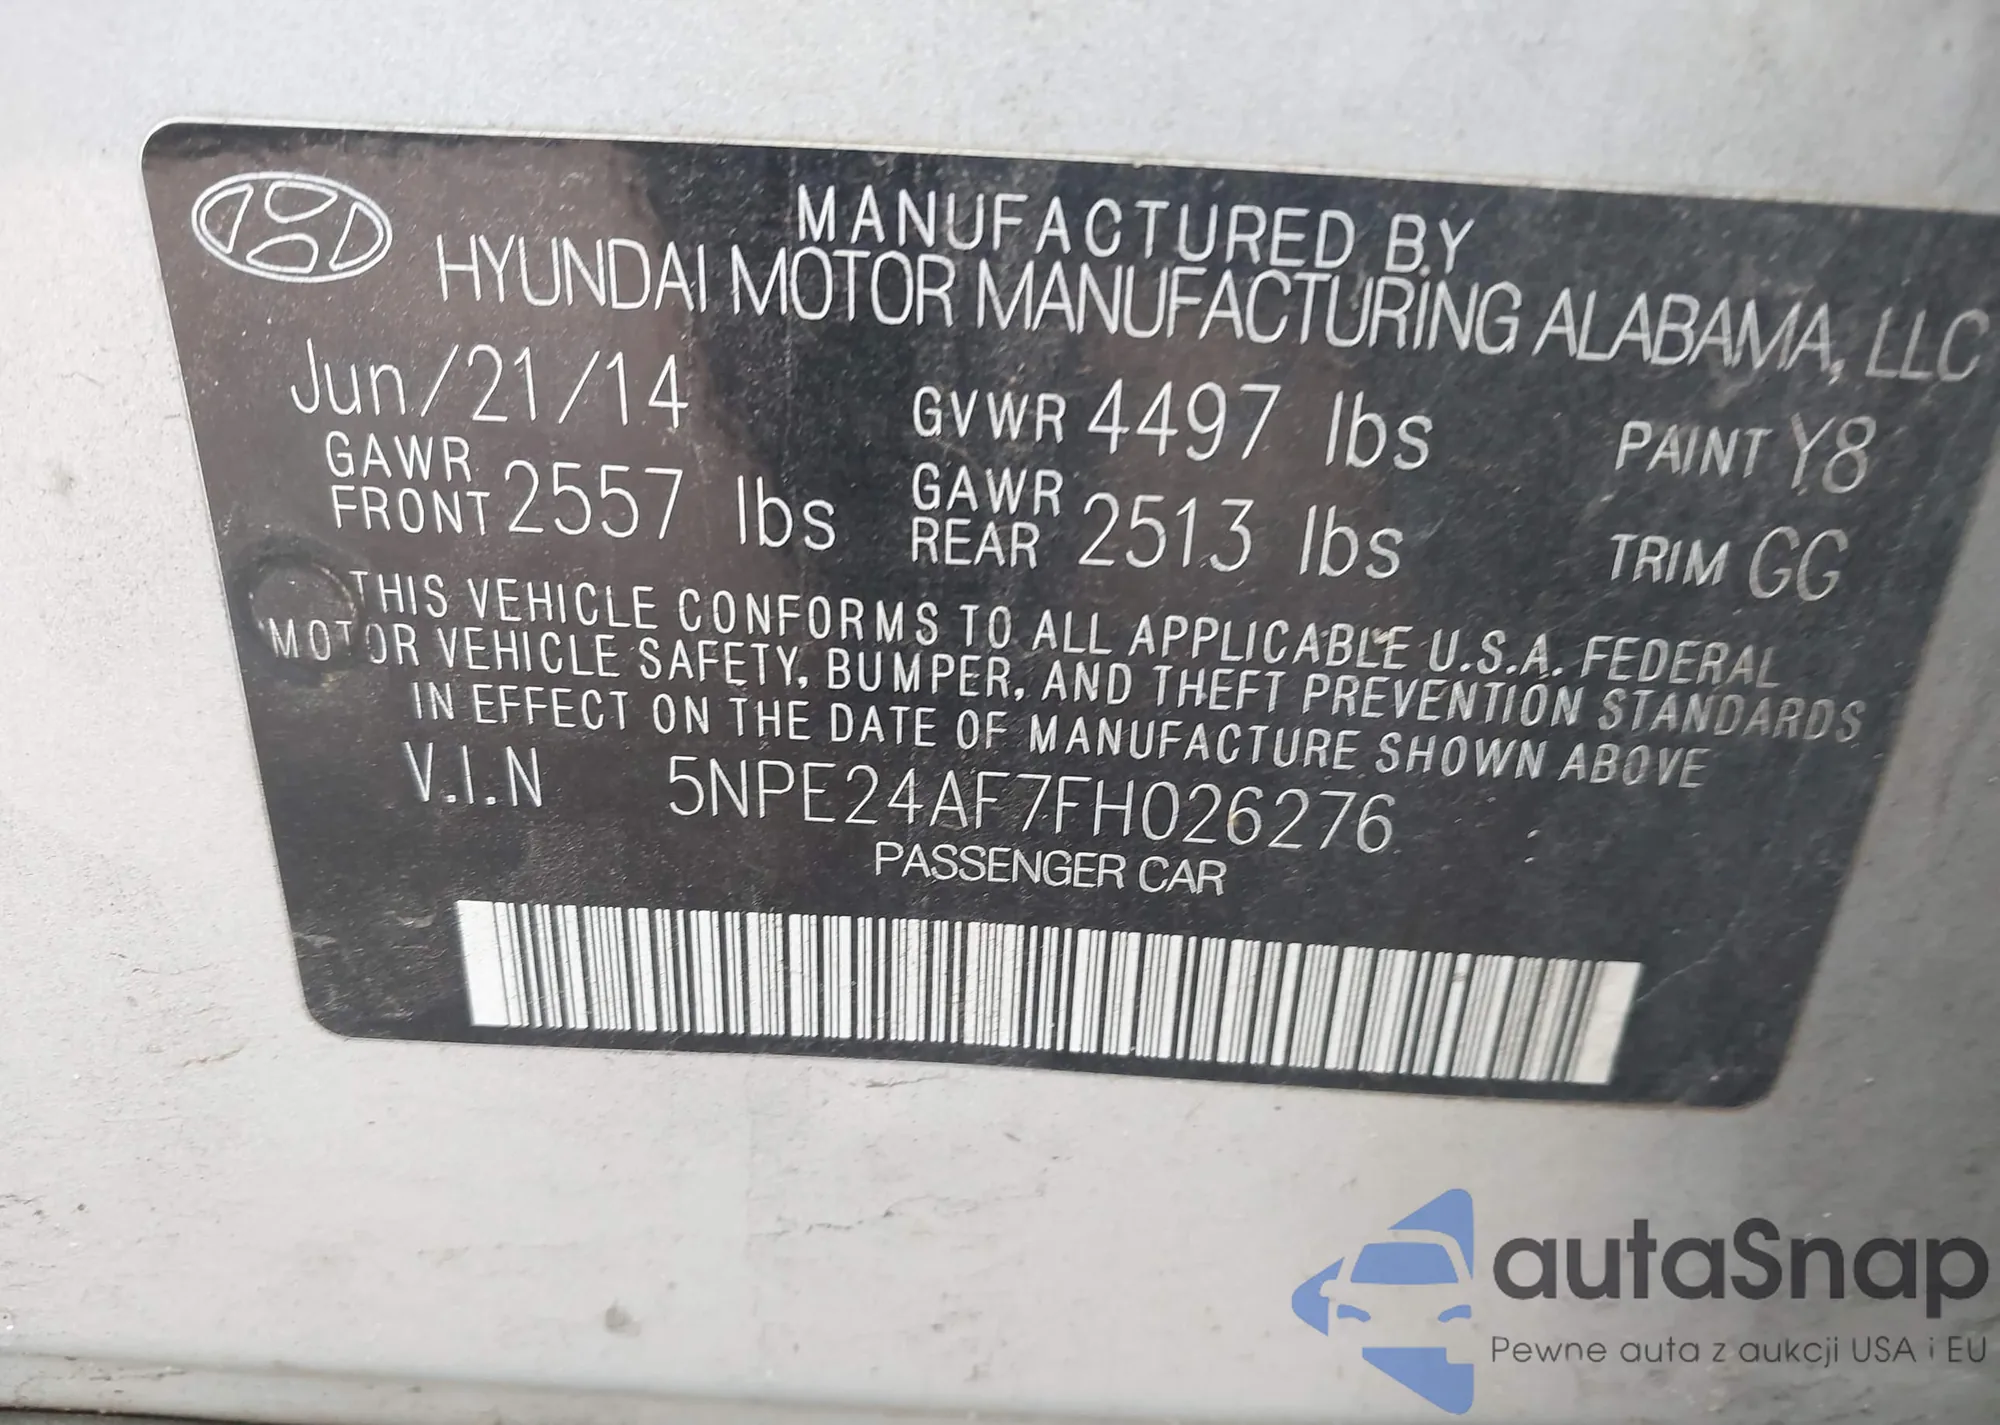 MANUFACTURED BY
HYUNDAI MOTOR MANUFACTURING ALABAMA, LLC
Jun/21/14 GVWR 4497 lbs PAINT Y8
GAWR FRONT 2557 lbs GAWR REAR 2513 lbs TRIM GG
THIS VEHICLE CONFORMS TO ALL APPLICABLE U.S.A. FEDERAL
MOTOR VEHICLE SAFETY, BUMPER, AND THEFT PREVENTION STANDARDS
IN EFFECT ON THE DATE OF MANUFACTURE SHOWN ABOVE
V.I.N 5NPE24AF7FH026276
PASSENGER CAR
autaSnap
Pewne auta z aukcji USA i EU